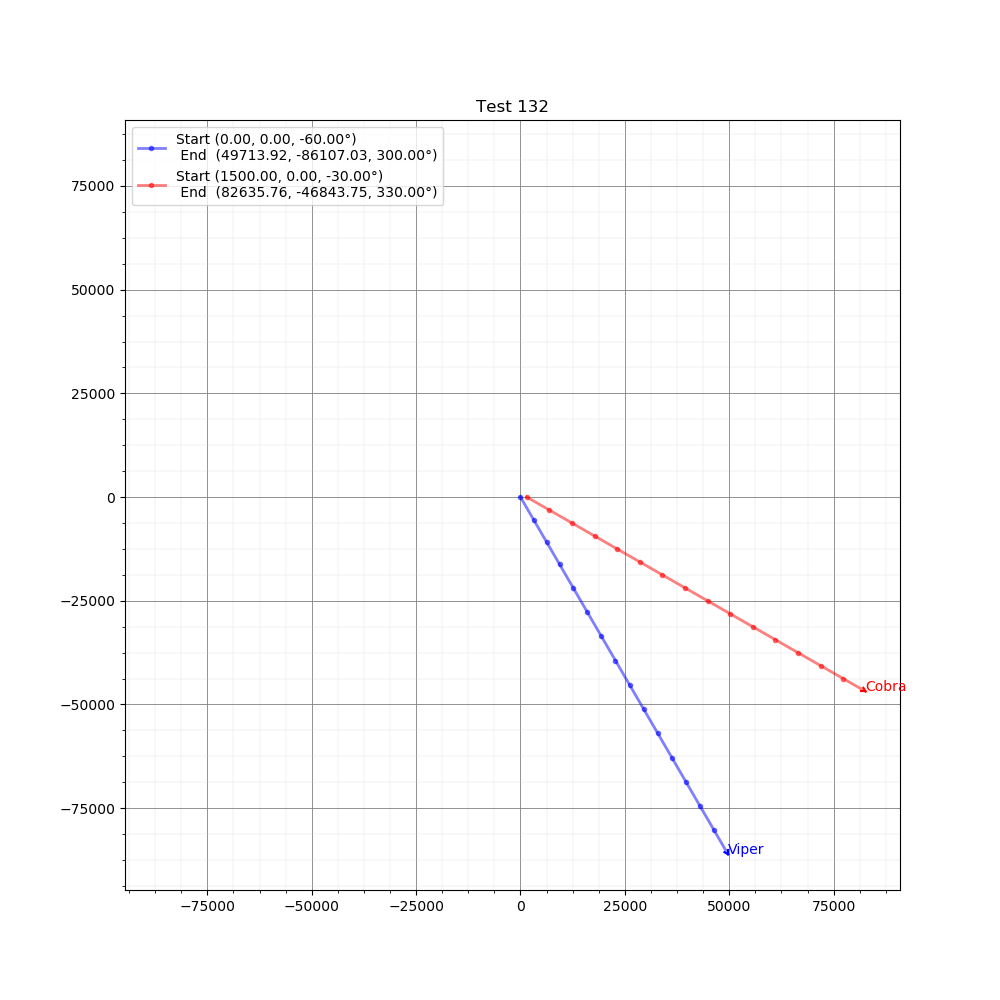 Test 132
Start (0.00, 0.00, -60.00°)
End  (49713.92, -86107.03, 300.00°)
Start (1500.00, 0.00, -30.00°)
End  (82635.76, -46843.75, 330.00°)
75000
50000
25000
0
−25000
−50000
−75000
Cobra
Viper
−75000
−50000
−25000
0
25000
50000
75000